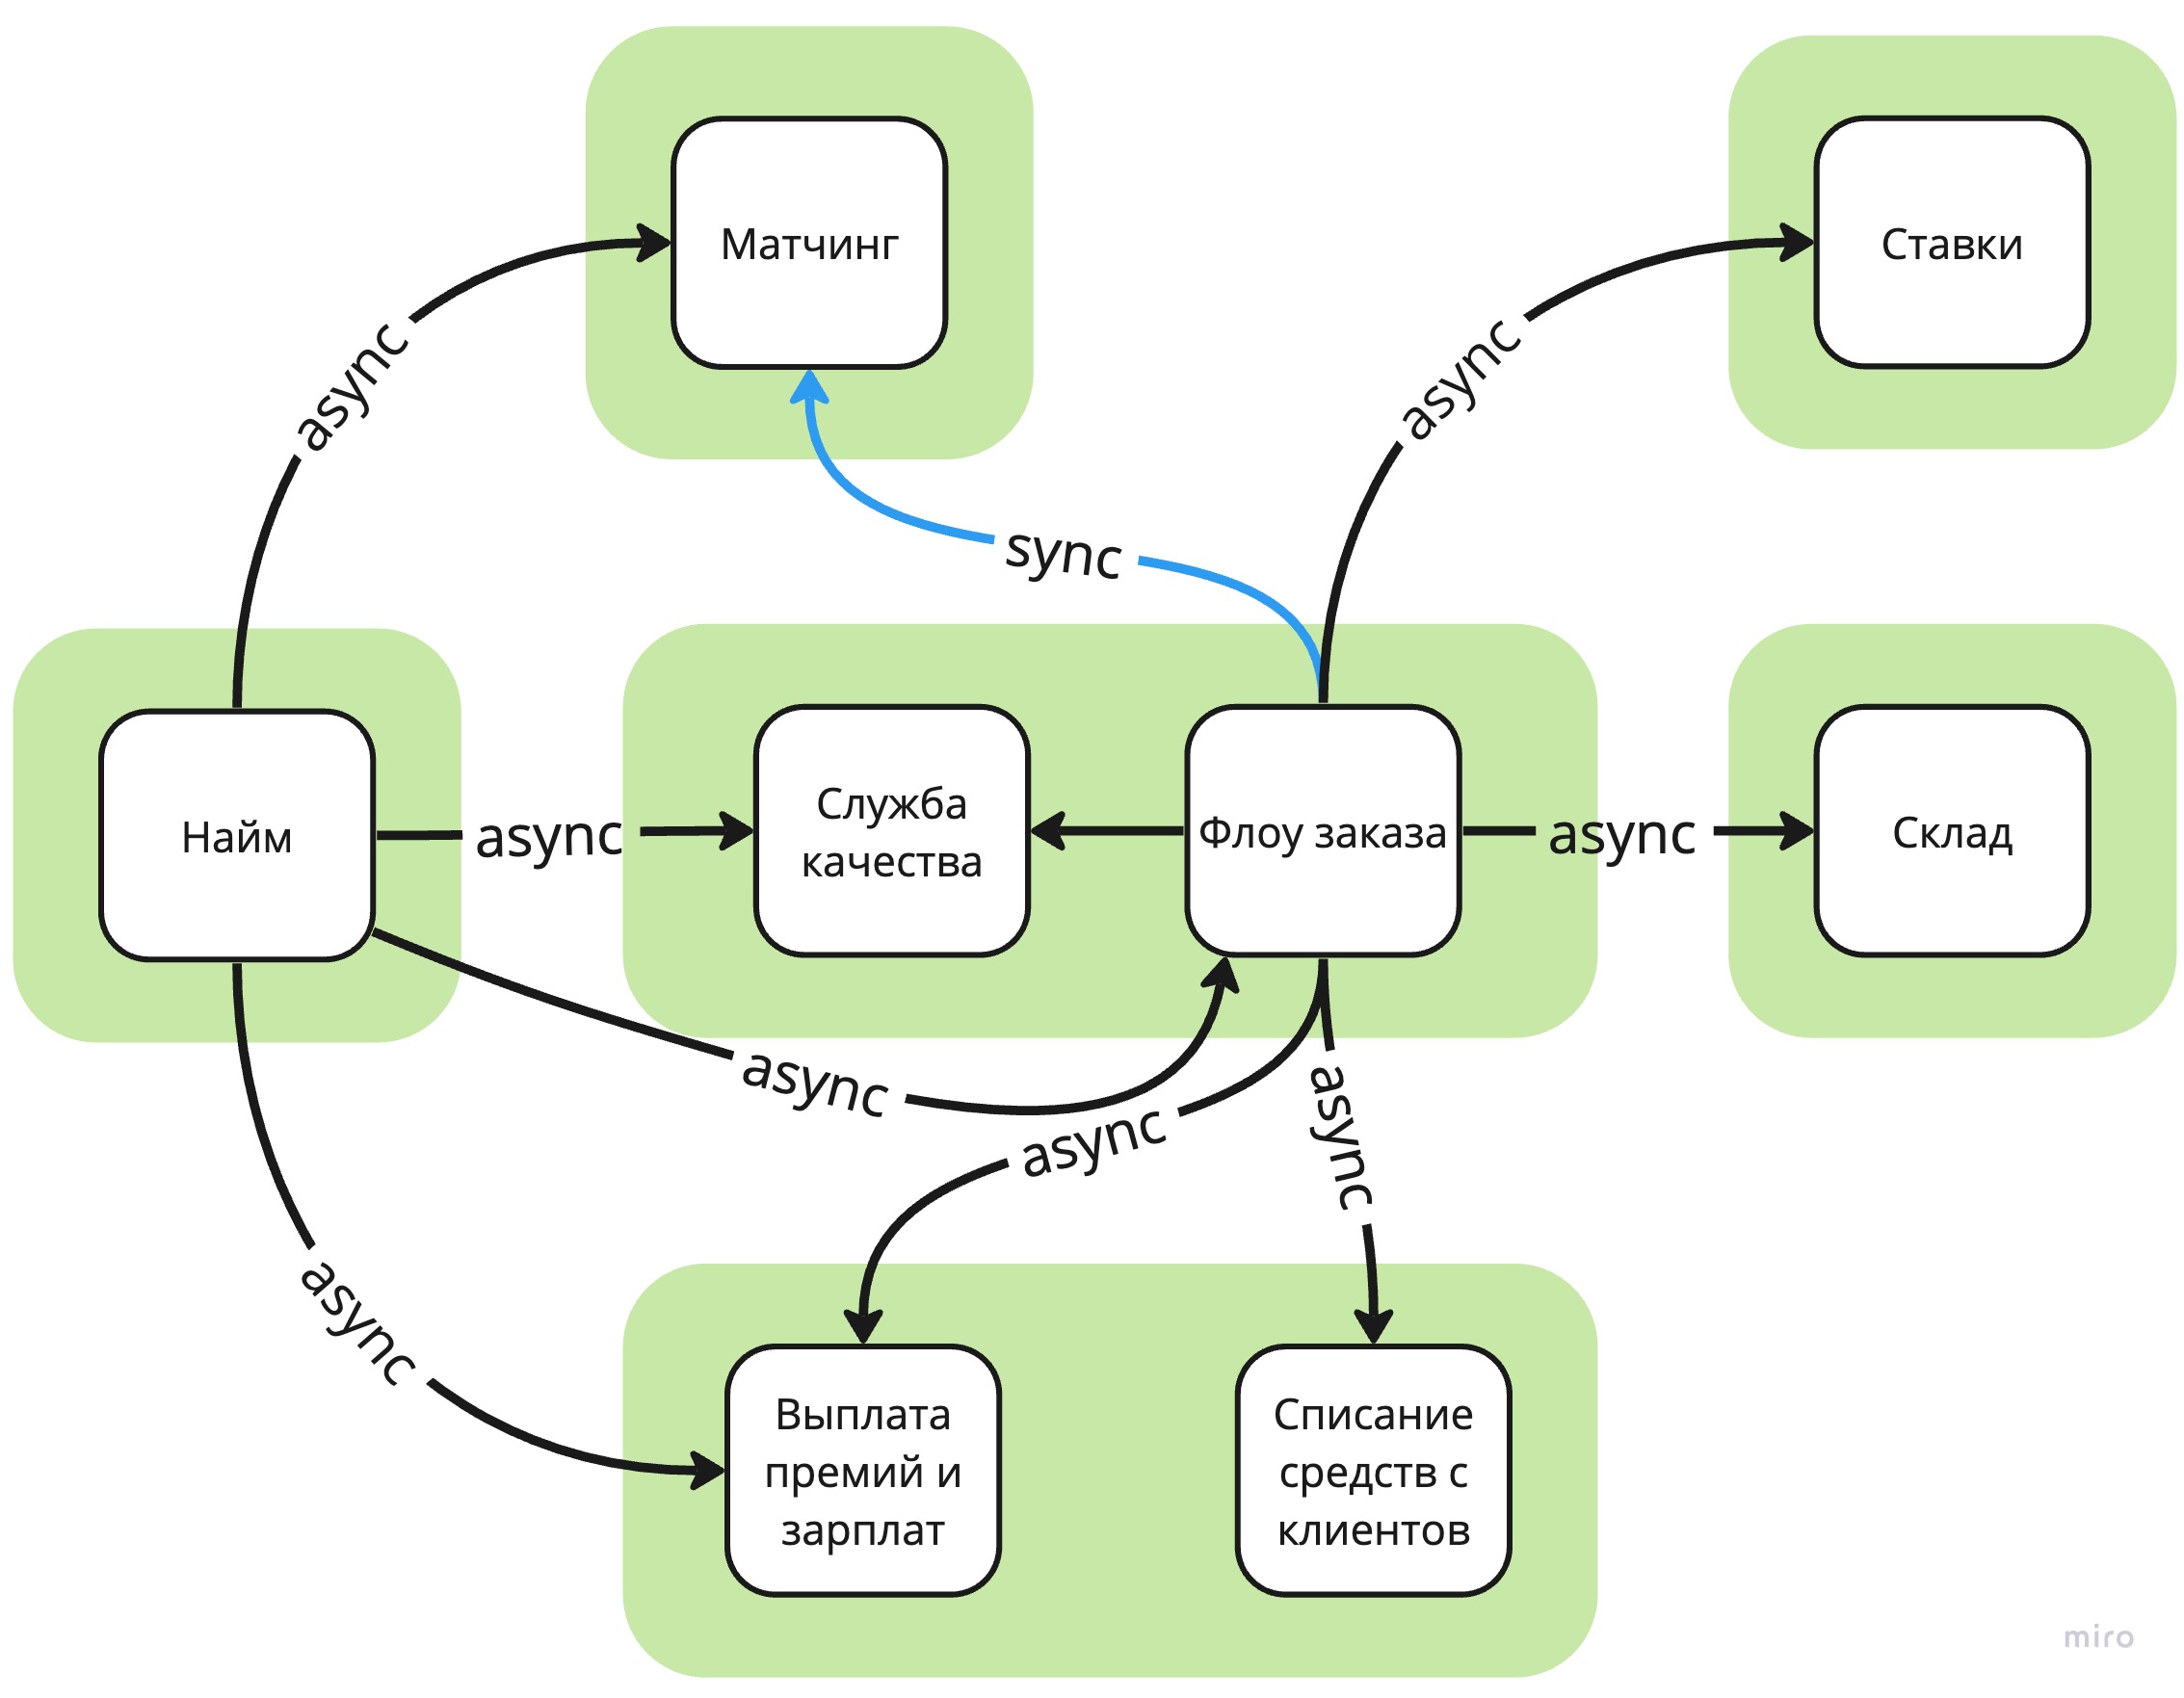 Матчинг
Ставки
async
async
sync
Найм
async
Служба
качества
Флоу заказа
async
Склад
async
async
async
async
Выплата
премий и
зарплат
Списание
средств с
клиентов
miro